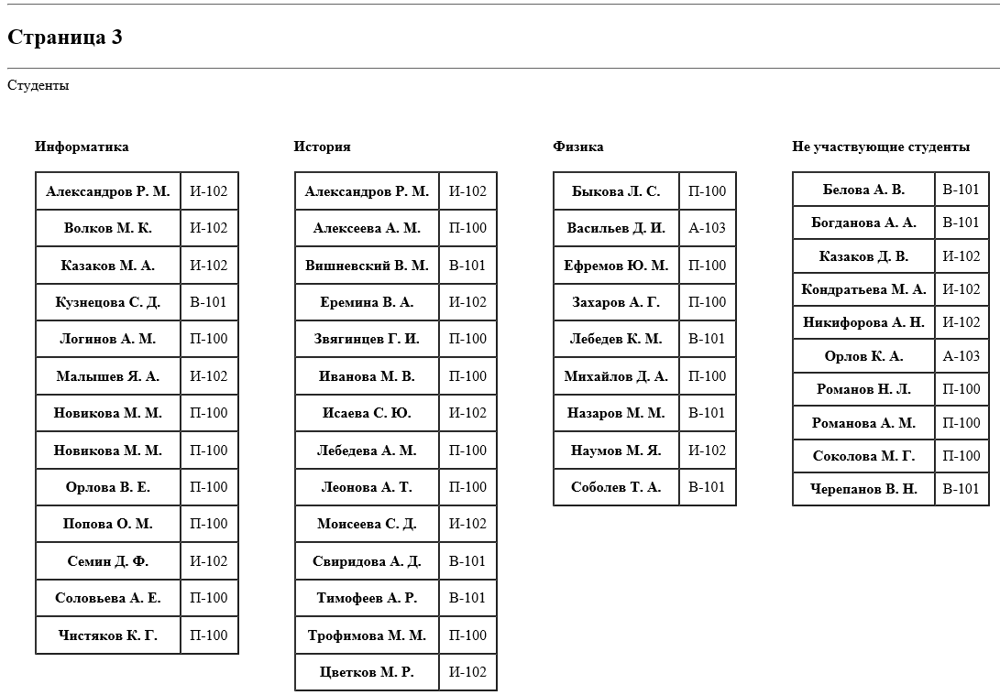 Страница 3
Студенты
Информатика
Александров Р. М. И-102
Волков М. К. И-102
Казаков М. А. И-102
Кузнецова С. Д. В-101
Логинов А. М. П-100
Малышев Я. А. И-102
Новикова М. М. П-100
Новикова М. М. П-100
Орлова В. Е. П-100
Попова О. М. П-100
Семин Д. Ф. И-102
Соловьева А. Е. П-100
Чистяков К. Г. П-100
История
Александров Р. М. И-102
Алексеева А. М. П-100
Вишневский В. М. В-101
Еремина В. А. И-102
Звягинцев Г. И. П-100
Иванова М. В. П-100
Исаева С. Ю. И-102
Лебедева А. М. П-100
Леонова А. Т. П-100
Моисеева С. Д. И-102
Свиридова А. Д. В-101
Тимофеев А. Р. В-101
Трофимова М. М. П-100
Цветков М. Р. И-102
Физика
Быкова Л. С. П-100
Васильев Д. И. А-103
Ефремов Ю. М. П-100
Захаров А. Г. П-100
Лебедев К. М. В-101
Михайлов Д. А. П-100
Назаров М. М. В-101
Наумов М. Я. И-102
Соболев Т. А. В-101
Не участвующие студенты
Белова А. В. В-101
Богданова А. А. В-101
Казаков Д. В. И-102
Кондратьева М. А. И-102
Никифорова А. Н. И-102
Орлов К. А. А-103
Романов Н. Л. П-100
Романова А. М. П-100
Соколова М. Г. П-100
Черепанов В. Н. В-101